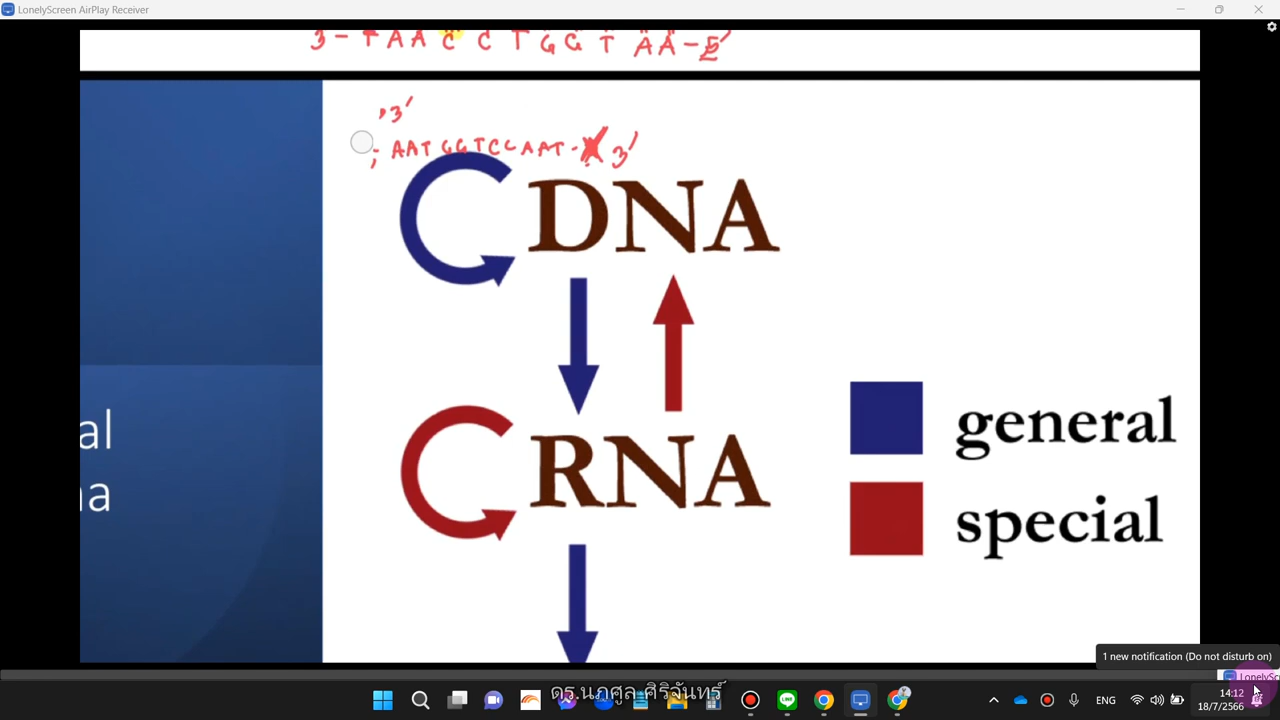 LonelyScreen AirPlay Receiver
3 - T A A C C T G G T A A - 5'
3'
AATGGTCCAAT - 3'
DNA
al
RNA
general
na
special
1 new notification (Do not disturb on)
LonelySc
ดร.นภศูล ศิริจันทร์
ENG
14:12
18/7/2566